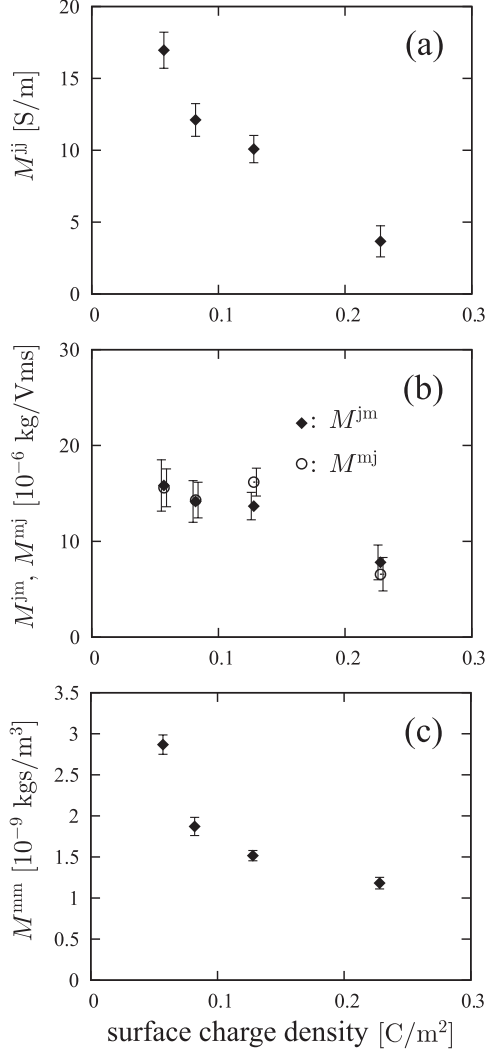 20
(a)
15
M^jj [S/m]
10
5
0
0 0.1 0.2 0.3
30
(b)
◆: M^jm
20
○: M^mj
M^jm, M^mj [10^−6 kg/Vms]
10
0
0 0.1 0.2 0.3
3.5
(c)
3
2.5
2
M^mm [10^−9 kgs/m^3]
1.5
1
0.5
0
0 0.1 0.2 0.3
surface charge density [C/m^2]